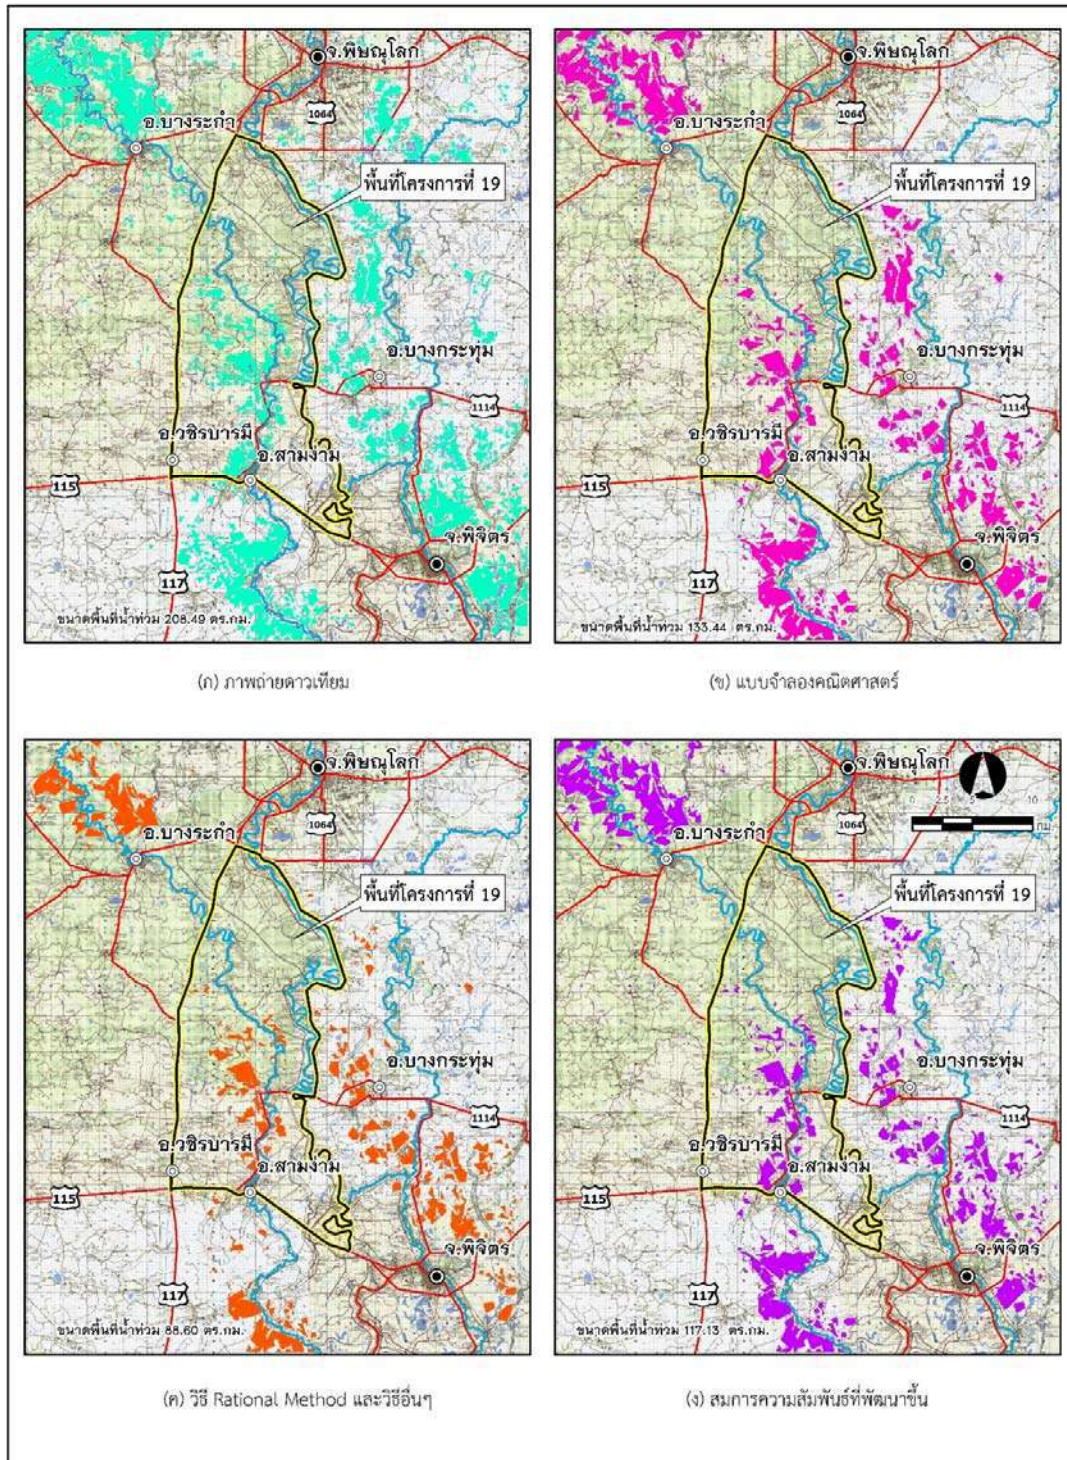 จ.พิษณุโลก
1064
อ.บางระกำ
พื้นที่โครงการที่ 19
อ.บางกระทุ่ม
1114
อ.วชิรบารมี
อ.สามง่าม
115
จ.พิจิตร
117
ขนาดพื้นที่น้ำท่วม 208.49 ตร.กม.
(ก) ภาพถ่ายดาวเทียม
จ.พิษณุโลก
1064
อ.บางระกำ
พื้นที่โครงการที่ 19
อ.บางกระทุ่ม
1114
อ.วชิรบารมี
อ.สามง่าม
115
จ.พิจิตร
117
ขนาดพื้นที่น้ำท่วม 133.44 ตร.กม.
(ข) แบบจำลองคณิตศาสตร์
จ.พิษณุโลก
1064
อ.บางระกำ
พื้นที่โครงการที่ 19
อ.บางกระทุ่ม
1114
อ.วชิรบารมี
อ.สามง่าม
115
จ.พิจิตร
117
ขนาดพื้นที่น้ำท่วม 88.60 ตร.กม.
(ค) วิธี Rational Method และวิธีอื่นๆ
จ.พิษณุโลก
0 2.5 5 10
กม
1064
อ.บางระกำ
พื้นที่โครงการที่ 19
อ.บางกระทุ่ม
1114
อ.วชิรบารมี
อ.สามง่าม
115
จ.พิจิตร
117
ขนาดพื้นที่น้ำท่วม 117.13 ตร.กม.
(ง) สมการความสัมพันธ์ที่พัฒนาขึ้น